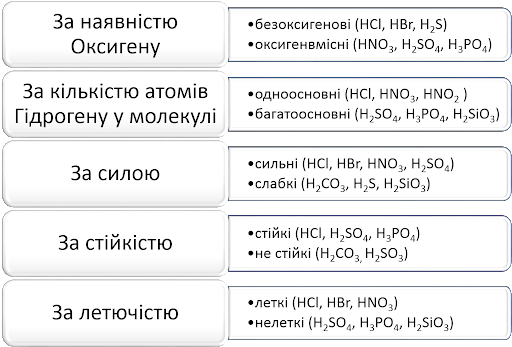 За наявністю
Оксигену
•безоксигенові (HCl, HBr, H₂S)
•оксигенвмісні (HNO₃, H₂SO₄, H₃PO₄)
За кількістю атомів
Гідрогену у молекулі
•одноосновні (HCl, HNO₃, HNO₂ )
•багатоосновні (H₂SO₄, H₃PO₄, H₂SiO₃)
За силою
•сильні (HCl, HBr, HNO₃, H₂SO₄)
•слабкі (H₂CO₃, H₂S, H₂SiO₃)
За стійкістю
•стійкі (HCl, H₂SO₄, H₃PO₄)
•не стійкі (H₂CO₃, H₂SO₃)
За летючістю
•леткі (HCl, HBr, HNO₃)
•нелеткі (H₂SO₄, H₃PO₄, H₂SiO₃)